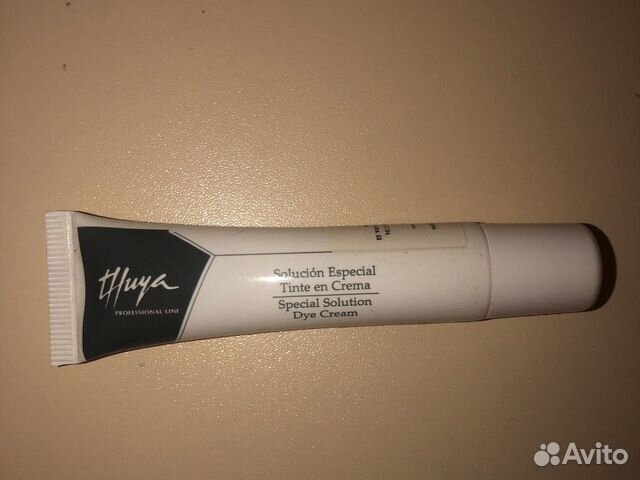 thuya
PROFESSIONAL LINE
Solución Especial
Tinte en Crema
Special Solution
Dye Cream
Avito